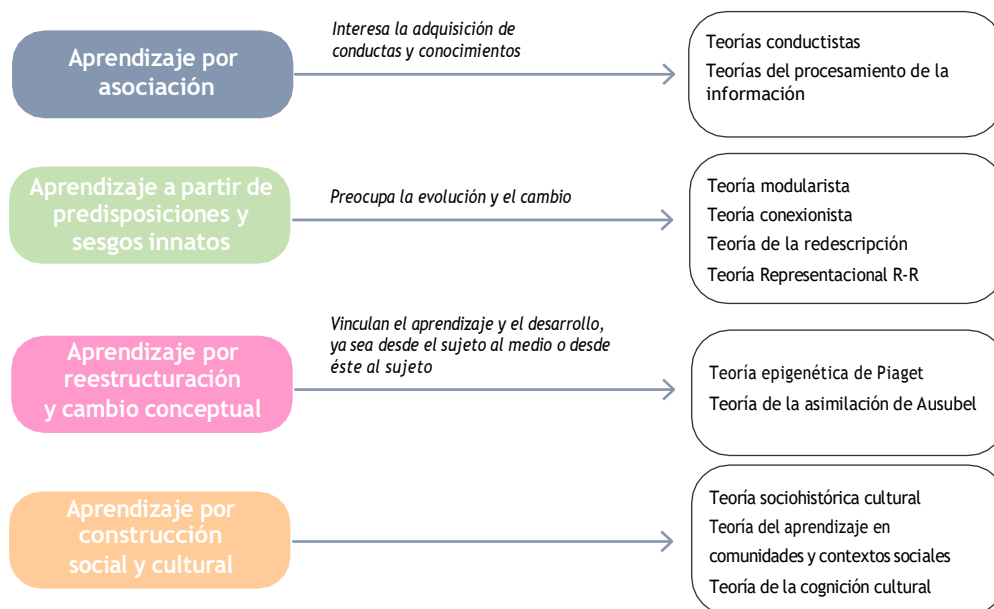 Aprendizaje por
asociación
Interesa la adquisición de
conductas y conocimientos
Teorías conductistas
Teorías del procesamiento de la
información
Aprendizaje a partir de
predisposiciones y
sesgos innatos
Preocupa la evolución y el cambio
Teoría modularista
Teoría conexionista
Teoría de la redescripción
Teoría Representacional R-R
Aprendizaje por
reestructuración
y cambio conceptual
Vinculan el aprendizaje y el desarrollo,
ya sea desde el sujeto al medio o desde
éste al sujeto
Teoría epigenética de Piaget
Teoría de la asimilación de Ausubel
Aprendizaje por
construcción
social y cultural
Teoría sociohistórica cultural
Teoría del aprendizaje en
comunidades y contextos sociales
Teoría de la cognición cultural